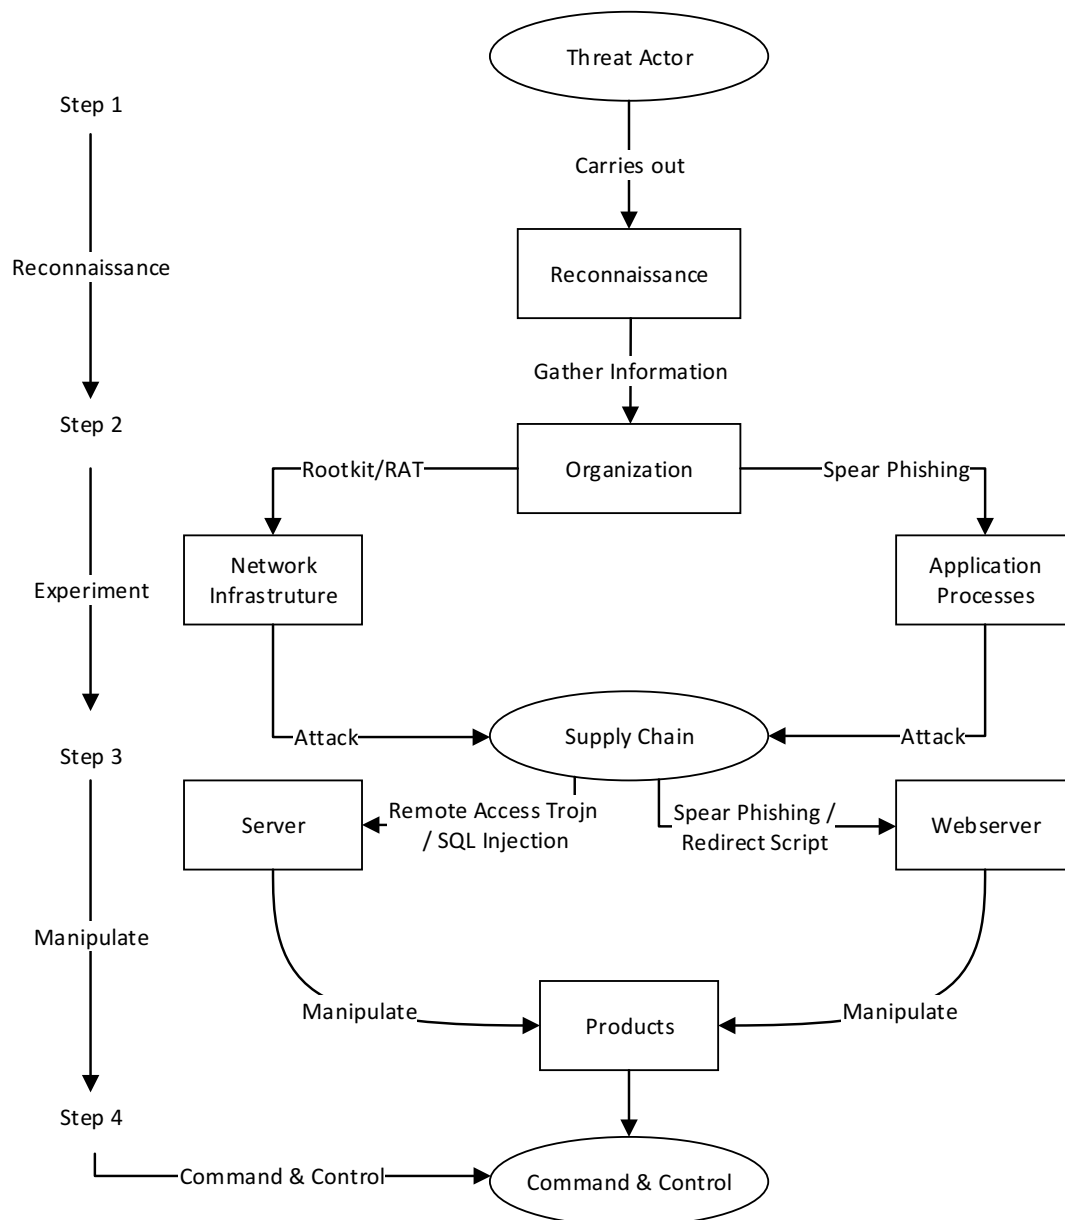 Threat Actor
Step 1
Carries out
Reconnaissance
Reconnaissance
Gather Information
Step 2
Rootkit/RAT
Organization
Spear Phishing
Network
Infrastruture
Application
Processes
Experiment
Attack
Supply Chain
Attack
Step 3
Server
Remote Access Trojn
/ SQL Injection
Spear Phishing /
Redirect Script
Webserver
Manipulate
Manipulate
Products
Manipulate
Step 4
Command & Control
Command & Control